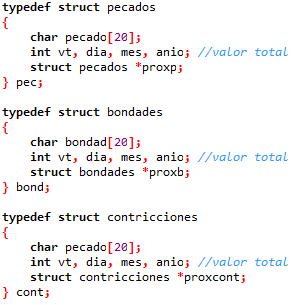 typedef struct pecados
{
char pecado[20];
int vt, dia, mes, anio; //valor total
struct pecados *proxp;
} pec;
typedef struct bondades
{
char bondad[20];
int vt, dia, mes, anio; //valor total
struct bondades *proxb;
} bond;
typedef struct contricciones
{
char pecado[20];
int vt, dia, mes, anio; //valor total
struct contricciones *proxcont;
} cont;